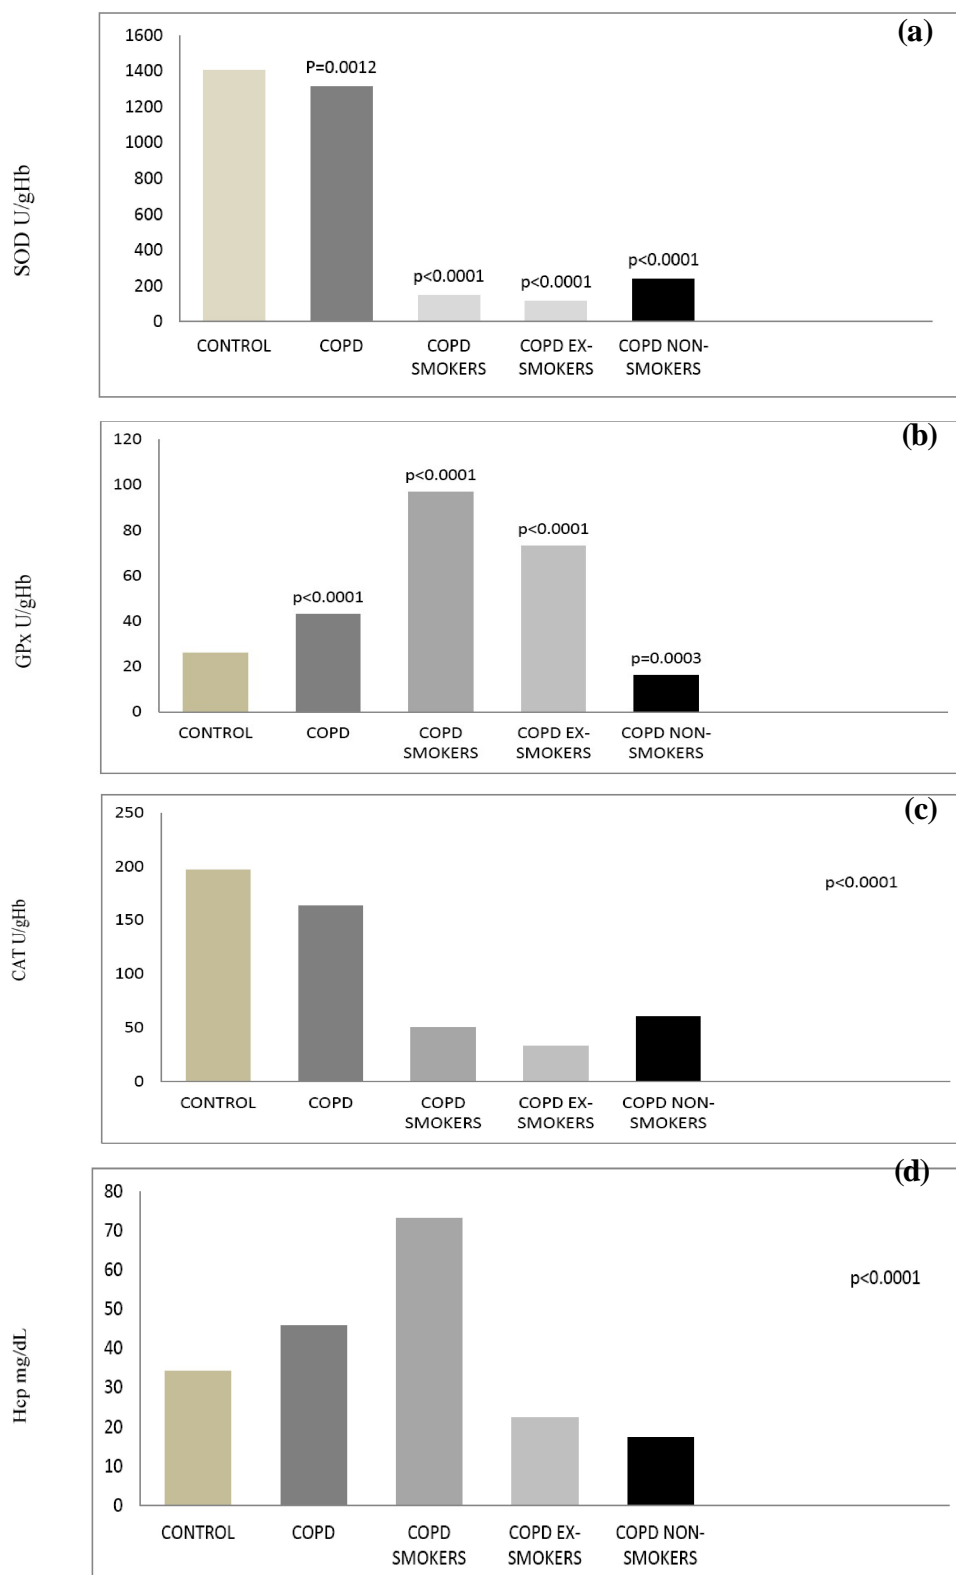 (a)
SOD U/gHb
1600
1400
1200
1000
800
600
400
200
0
P=0.0012
p<0.0001
p<0.0001
p<0.0001
CONTROL
COPD
COPD
SMOKERS
COPD EX-
SMOKERS
COPD NON-
SMOKERS
(b)
GPx U/gHb
120
100
80
60
40
20
0
p<0.0001
p<0.0001
p<0.0001
p=0.0003
CONTROL
COPD
COPD
SMOKERS
COPD EX-
SMOKERS
COPD NON-
SMOKERS
(c)
CAT U/gHb
250
200
150
100
50
0
p<0.0001
CONTROL
COPD
COPD
SMOKERS
COPD EX-
SMOKERS
COPD NON-
SMOKERS
(d)
Hcp mg/dL
80
70
60
50
40
30
20
10
0
p<0.0001
CONTROL
COPD
COPD
SMOKERS
COPD EX-
SMOKERS
COPD NON-
SMOKERS